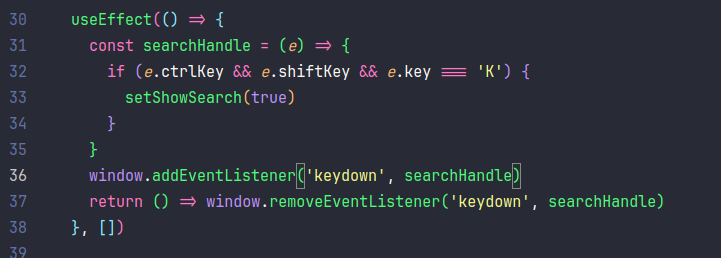 30 useEffect(() => {
31 const searchHandle = (e) => {
32 if (e.ctrlKey && e.shiftKey && e.key === 'K') {
33 setShowSearch(true)
34 }
35 }
36 window.addEventListener('keydown', searchHandle)
37 return () => window.removeEventListener('keydown', searchHandle)
38 }, [])
39